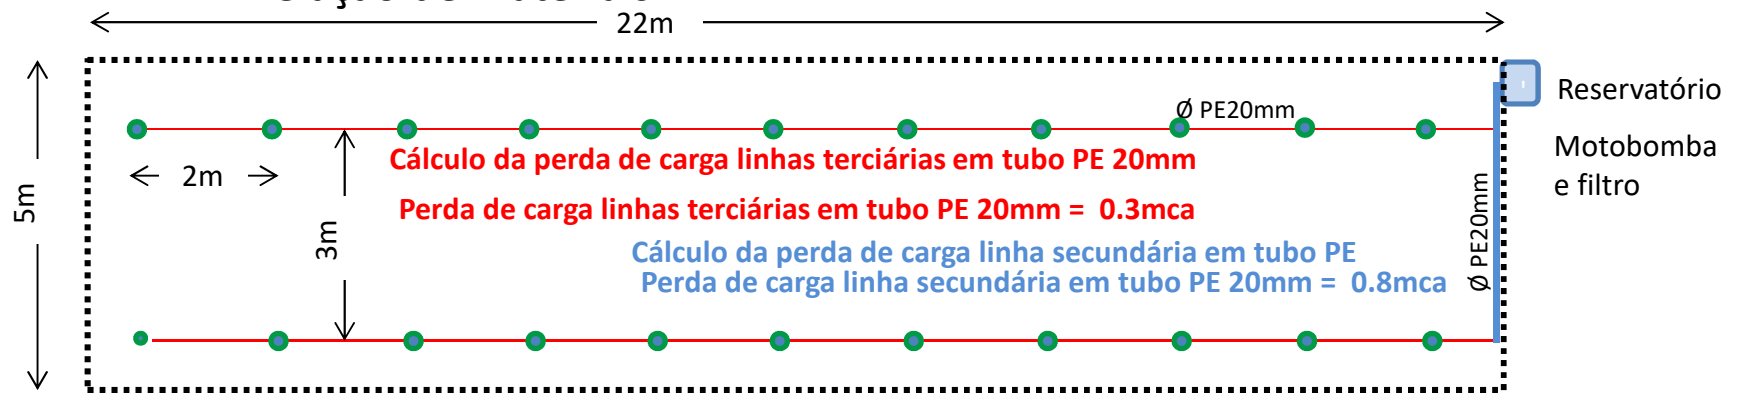 22m
Reservatório
Ø PE20mm
Motobomba
e filtro
Cálculo da perda de carga linhas terciárias em tubo PE 20mm
2m
5m
Perda de carga linhas terciárias em tubo PE 20mm = 0.3mca
3m
Ø PE20mm
Cálculo da perda de carga linha secundária em tubo PE
Perda de carga linha secundária em tubo PE 20mm = 0.8mca